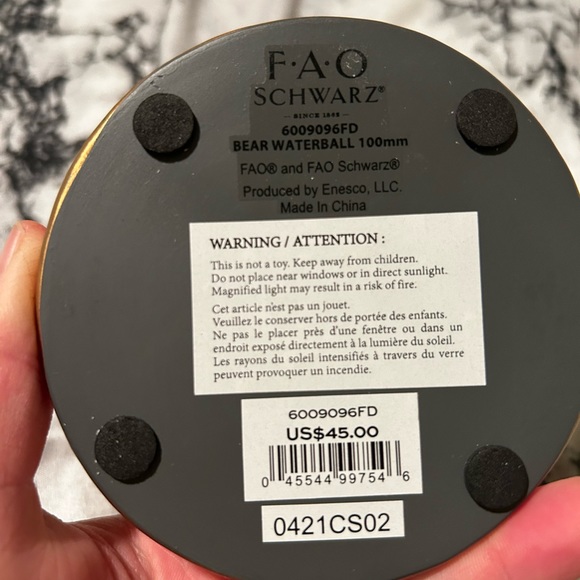 F·A·O
SCHWARZ®
— SINCE 1862 —
6009096FD
BEAR WATERBALL 100mm
FAO® and FAO Schwarz®
Produced by Enesco, LLC.
Made In China
WARNING / ATTENTION :
This is not a toy. Keep away from children.
Do not place near windows or in direct sunlight.
Magnified light may result in a risk of fire.
Cet article n'est pas un jouet.
Veuillez le conserver hors de portée des enfants.
Ne pas le placer près d'une fenêtre ou dans un
endroit exposé directement à la lumière du soleil.
Les rayons du soleil intensifiés à travers du verre
peuvent provoquer un incendie.
6009096FD
US$45.00
0 45544 99754 6
0421CS02